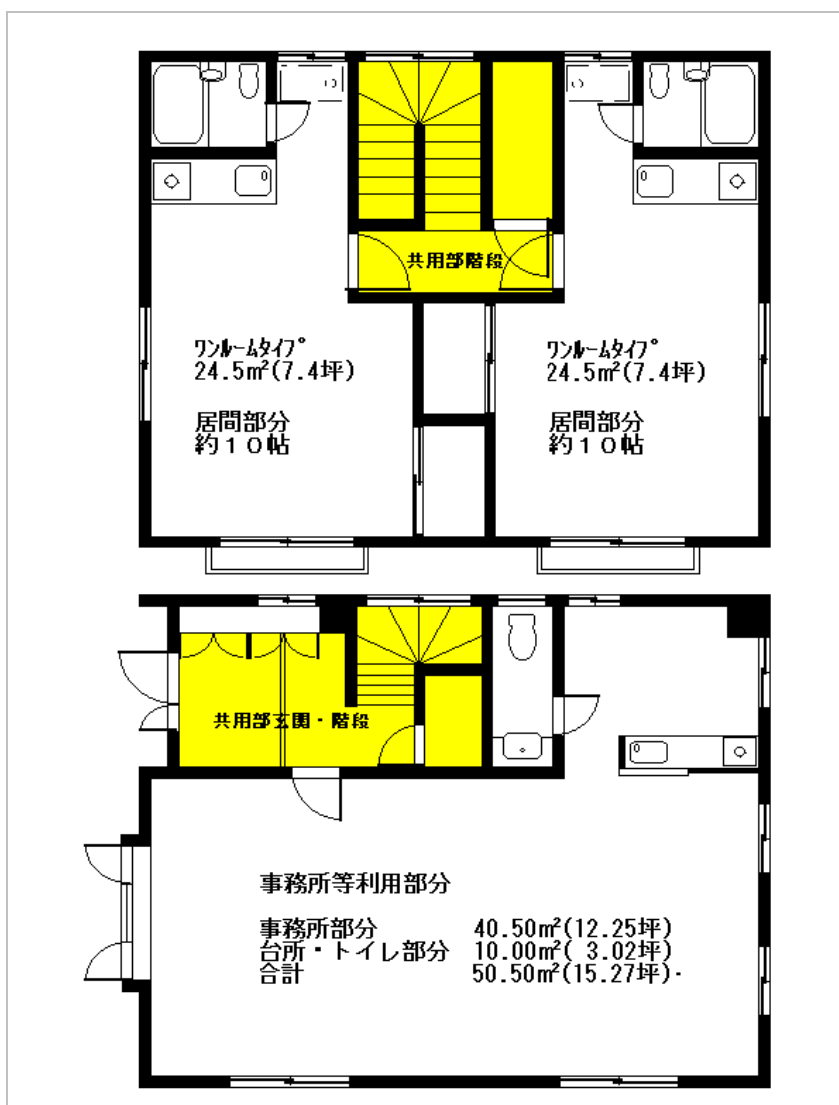 共用部階段
ﾜﾝﾙｰﾑﾀｲﾌﾟ
24.5m²(7.4坪)
居間部分
約１０帖
ﾜﾝﾙｰﾑﾀｲﾌﾟ
24.5m²(7.4坪)
居間部分
約１０帖
共用部玄関・階段
事務所等利用部分
事務所部分 40.50m²(12.25坪)
台所・トイレ部分 10.00m²( 3.02坪)
合計 50.50m²(15.27坪)･